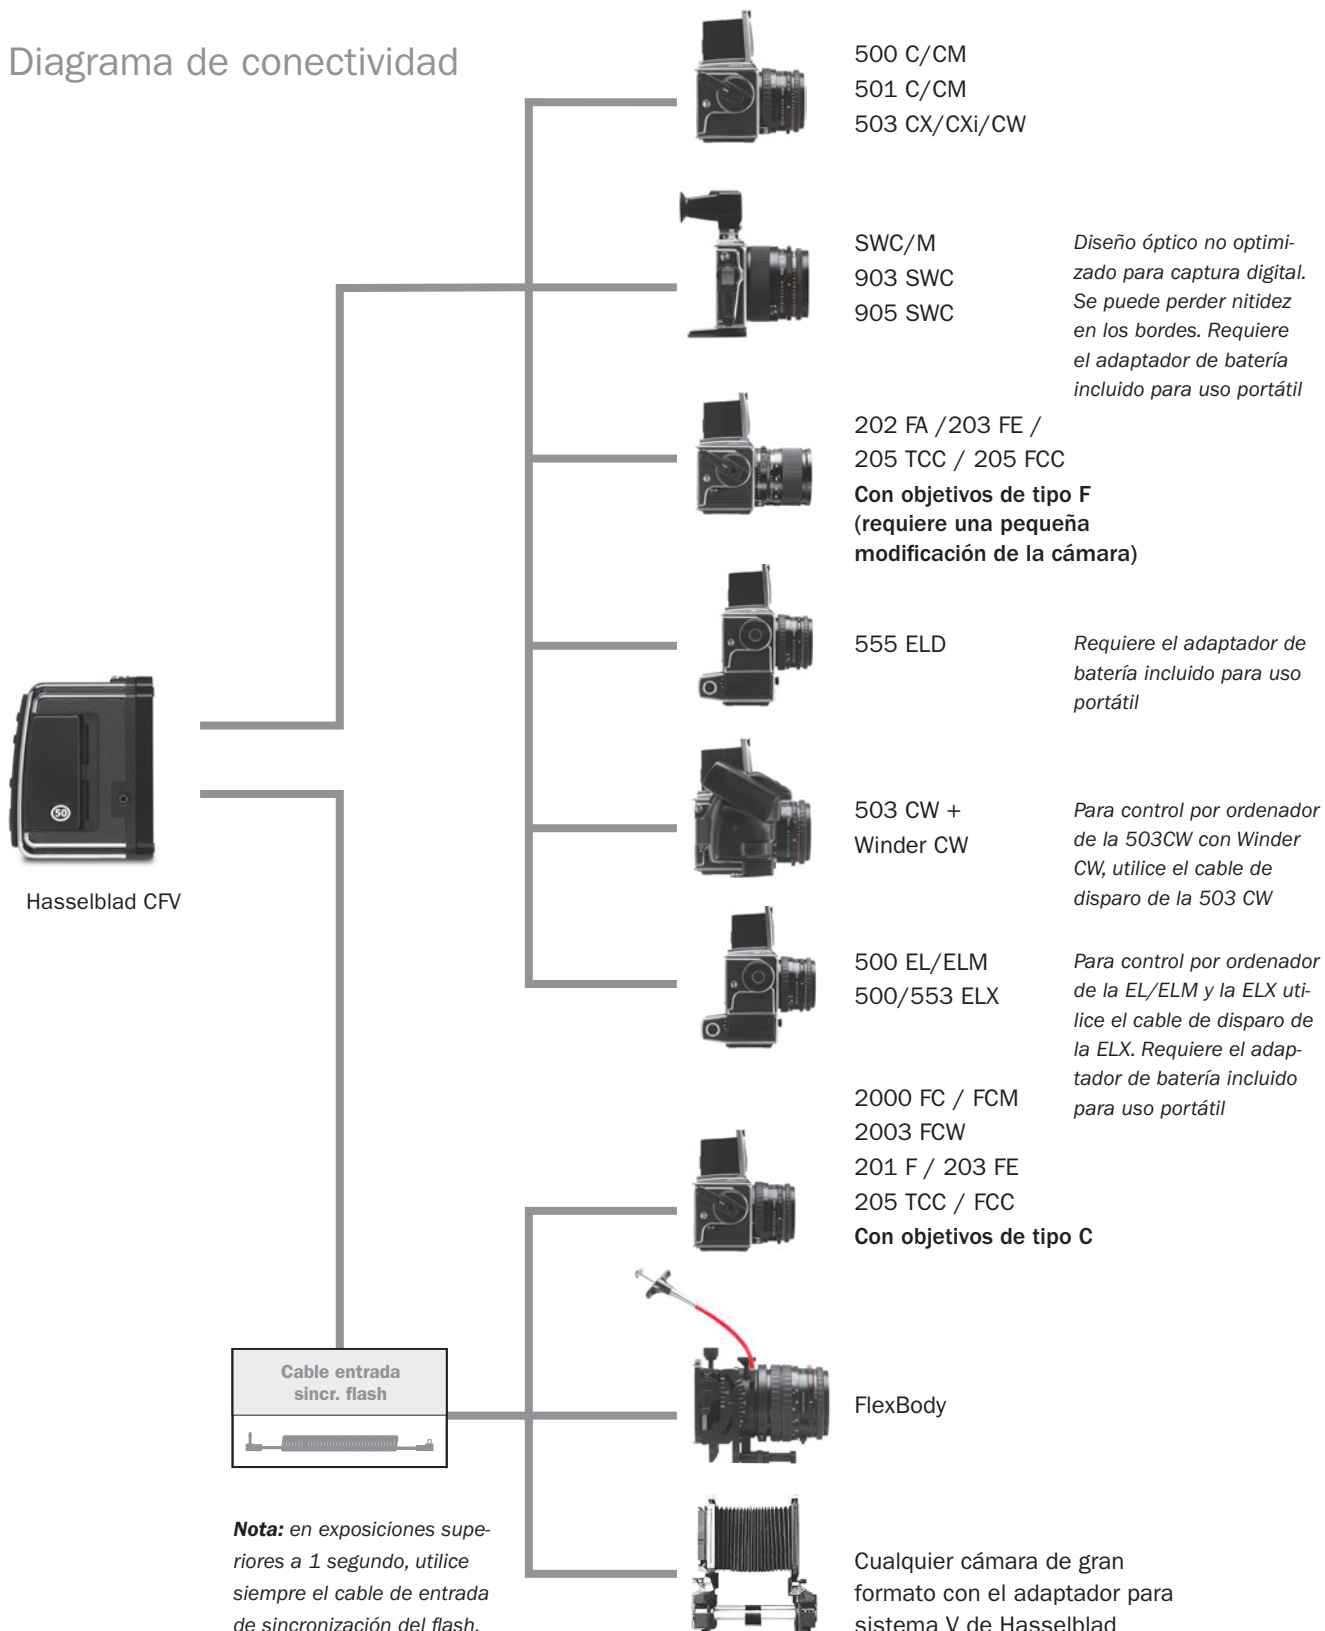 Diagrama de conectividad
500 C/CM
501 C/CM
503 CX/CXi/CW
SWC/M
903 SWC
905 SWC
Diseño óptico no optimi-
zado para captura digital.
Se puede perder nitidez
en los bordes. Requiere
el adaptador de batería
incluido para uso portátil
202 FA /203 FE /
205 TCC / 205 FCC
Con objetivos de tipo F
(requiere una pequeña
modificación de la cámara)
555 ELD
Requiere el adaptador de
batería incluido para uso
portátil
50
Hasselblad CFV
503 CW +
Winder CW
Para control por ordenador
de la 503CW con Winder
CW, utilice el cable de
disparo de la 503 CW
500 EL/ELM
500/553 ELX
Para control por ordenador
de la EL/ELM y la ELX uti-
lice el cable de disparo de
la ELX. Requiere el adap-
tador de batería incluido
para uso portátil
2000 FC / FCM
2003 FCW
201 F / 203 FE
205 TCC / FCC
Con objetivos de tipo C
Cable entrada
sincr. flash
FlexBody
Nota: en exposiciones supe-
riores a 1 segundo, utilice
siempre el cable de entrada
de sincronización del flash.
Cualquier cámara de gran
formato con el adaptador para
sistema V de Hasselblad